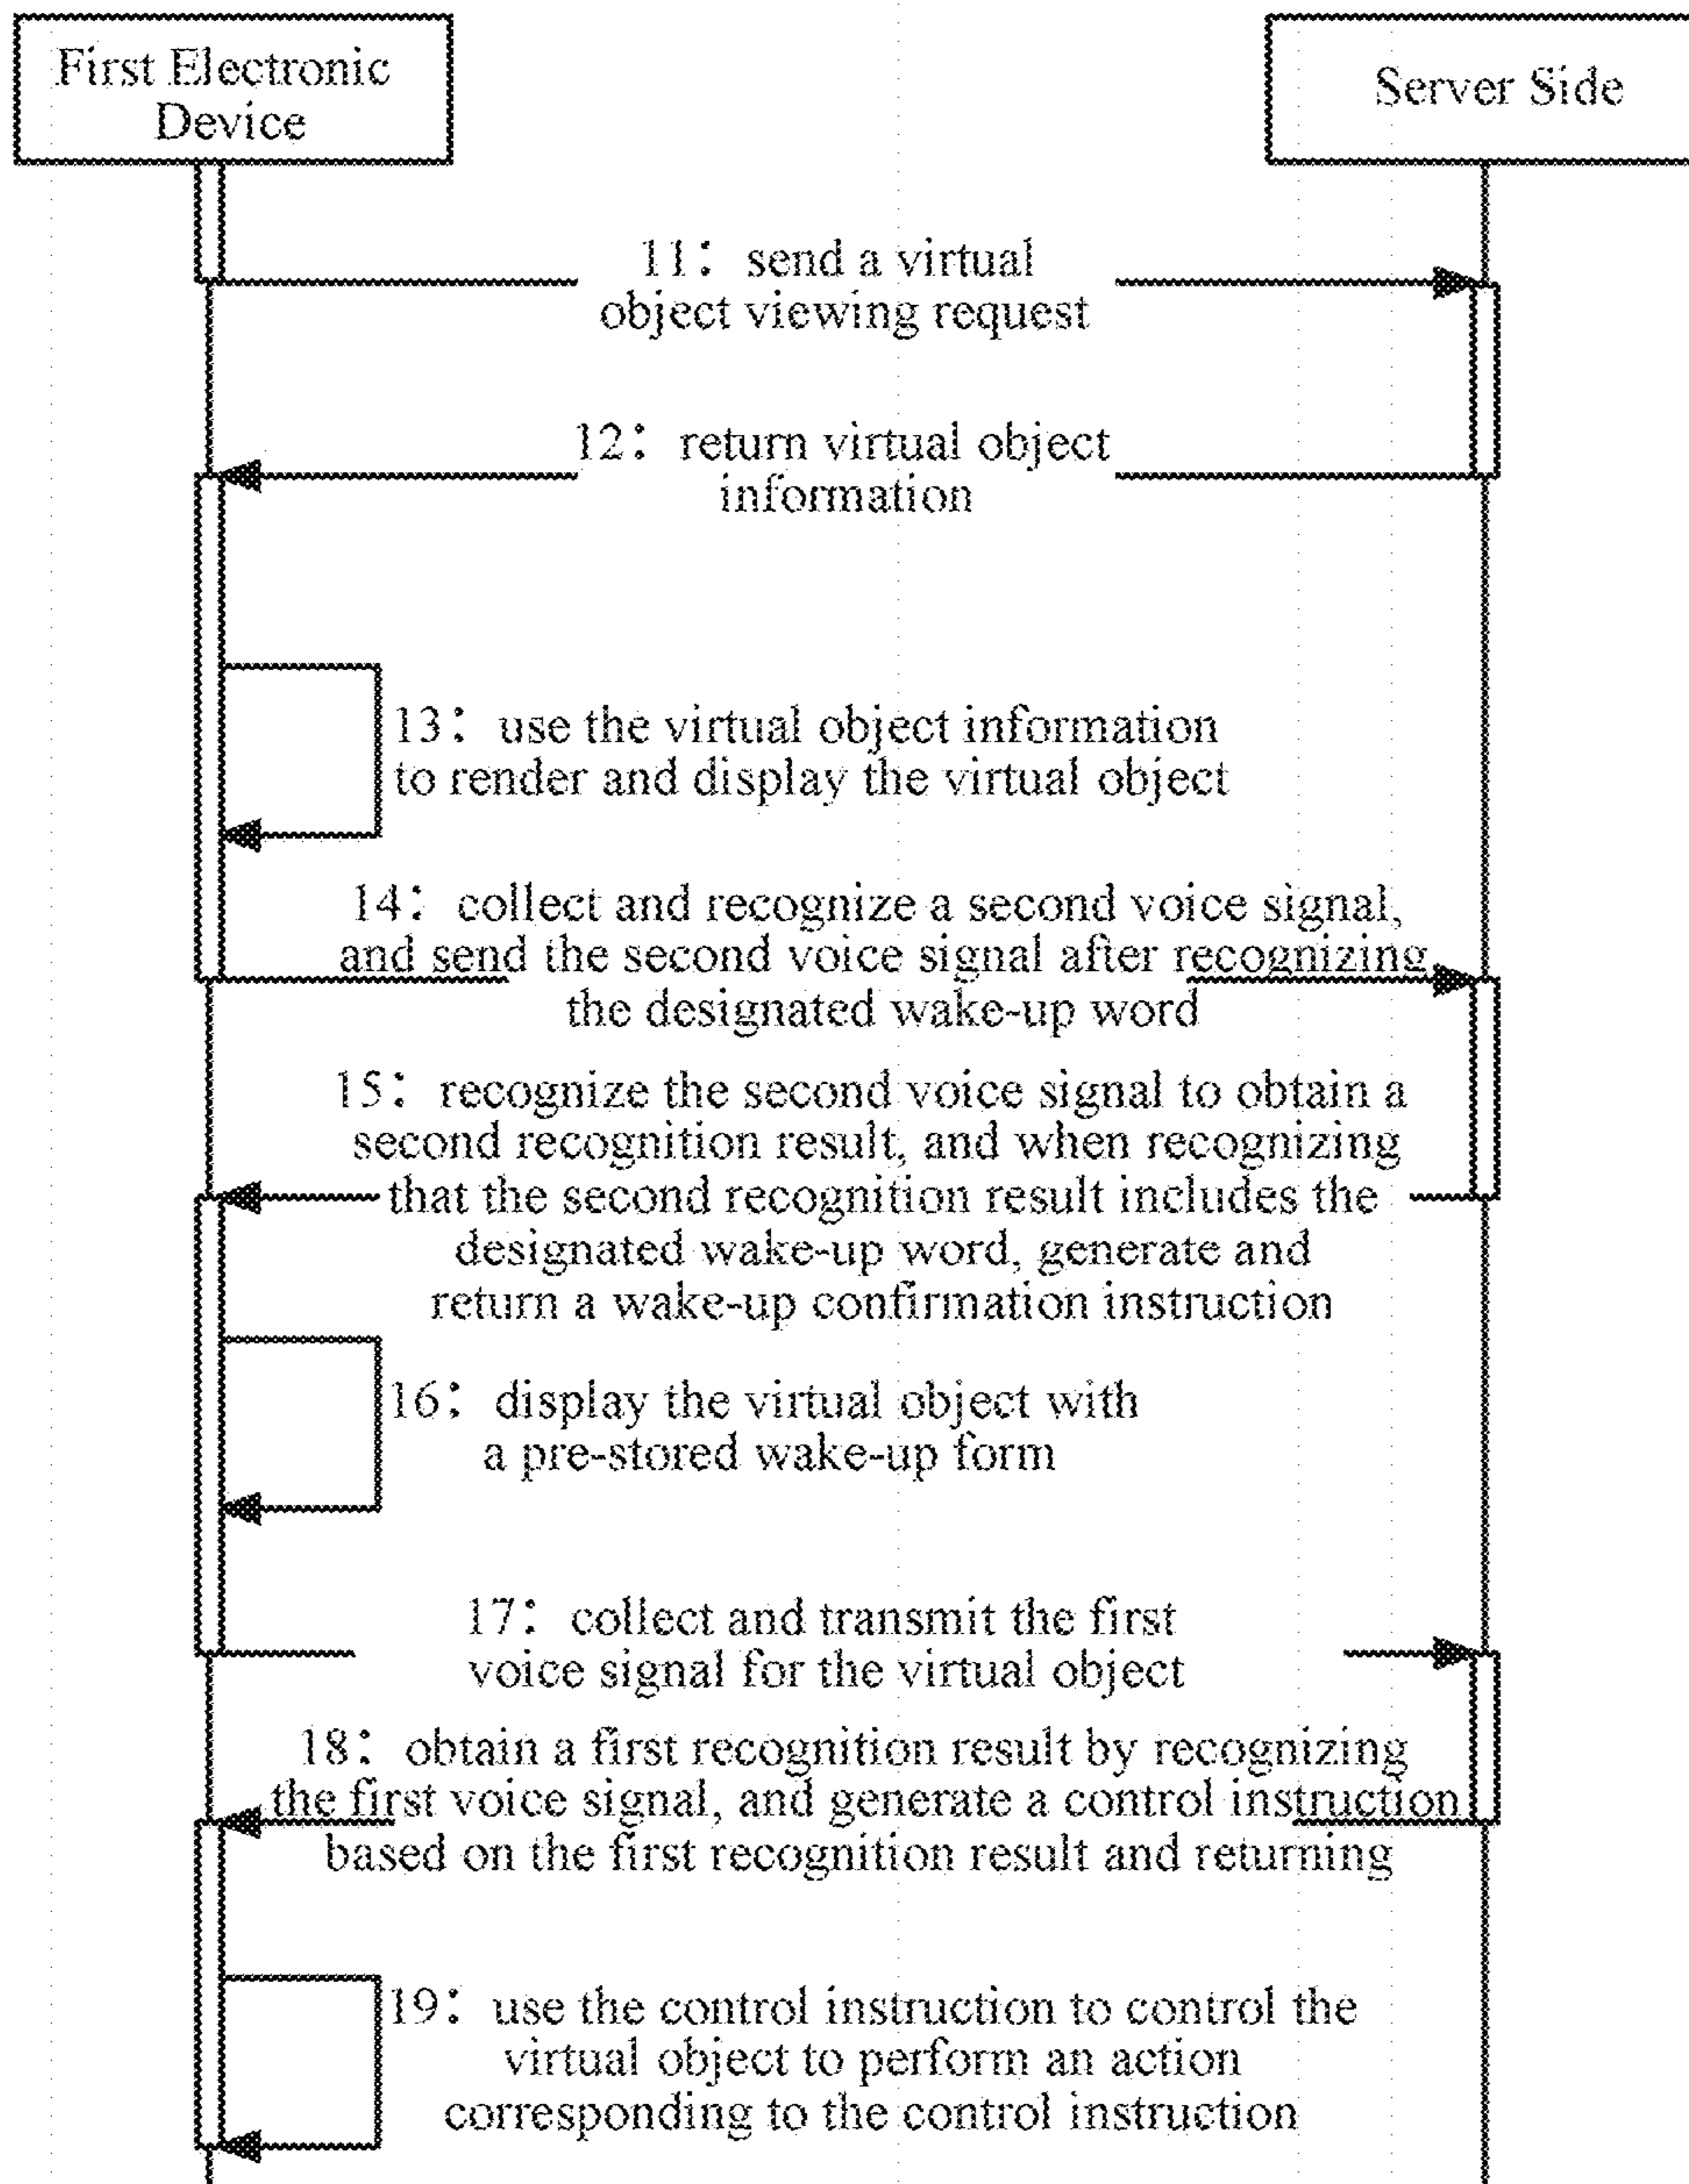 First Electronic
Device
Server Side
11: send a virtual
object viewing request
12: return virtual object
information
13: use the virtual object information
to render and display the virtual object
14: collect and recognize a second voice signal,
and send the second voice signal after recognizing
the designated wake-up word
15: recognize the second voice signal to obtain a
second recognition result, and when recognizing
that the second recognition result includes the
designated wake-up word, generate and
return a wake-up confirmation instruction
16: display the virtual object with
a pre-stored wake-up form
17: collect and transmit the first
voice signal for the virtual object
18: obtain a first recognition result by recognizing
the first voice signal, and generate a control instruction
based on the first recognition result and returning
19: use the control instruction to control the
virtual object to perform an action
corresponding to the control instruction